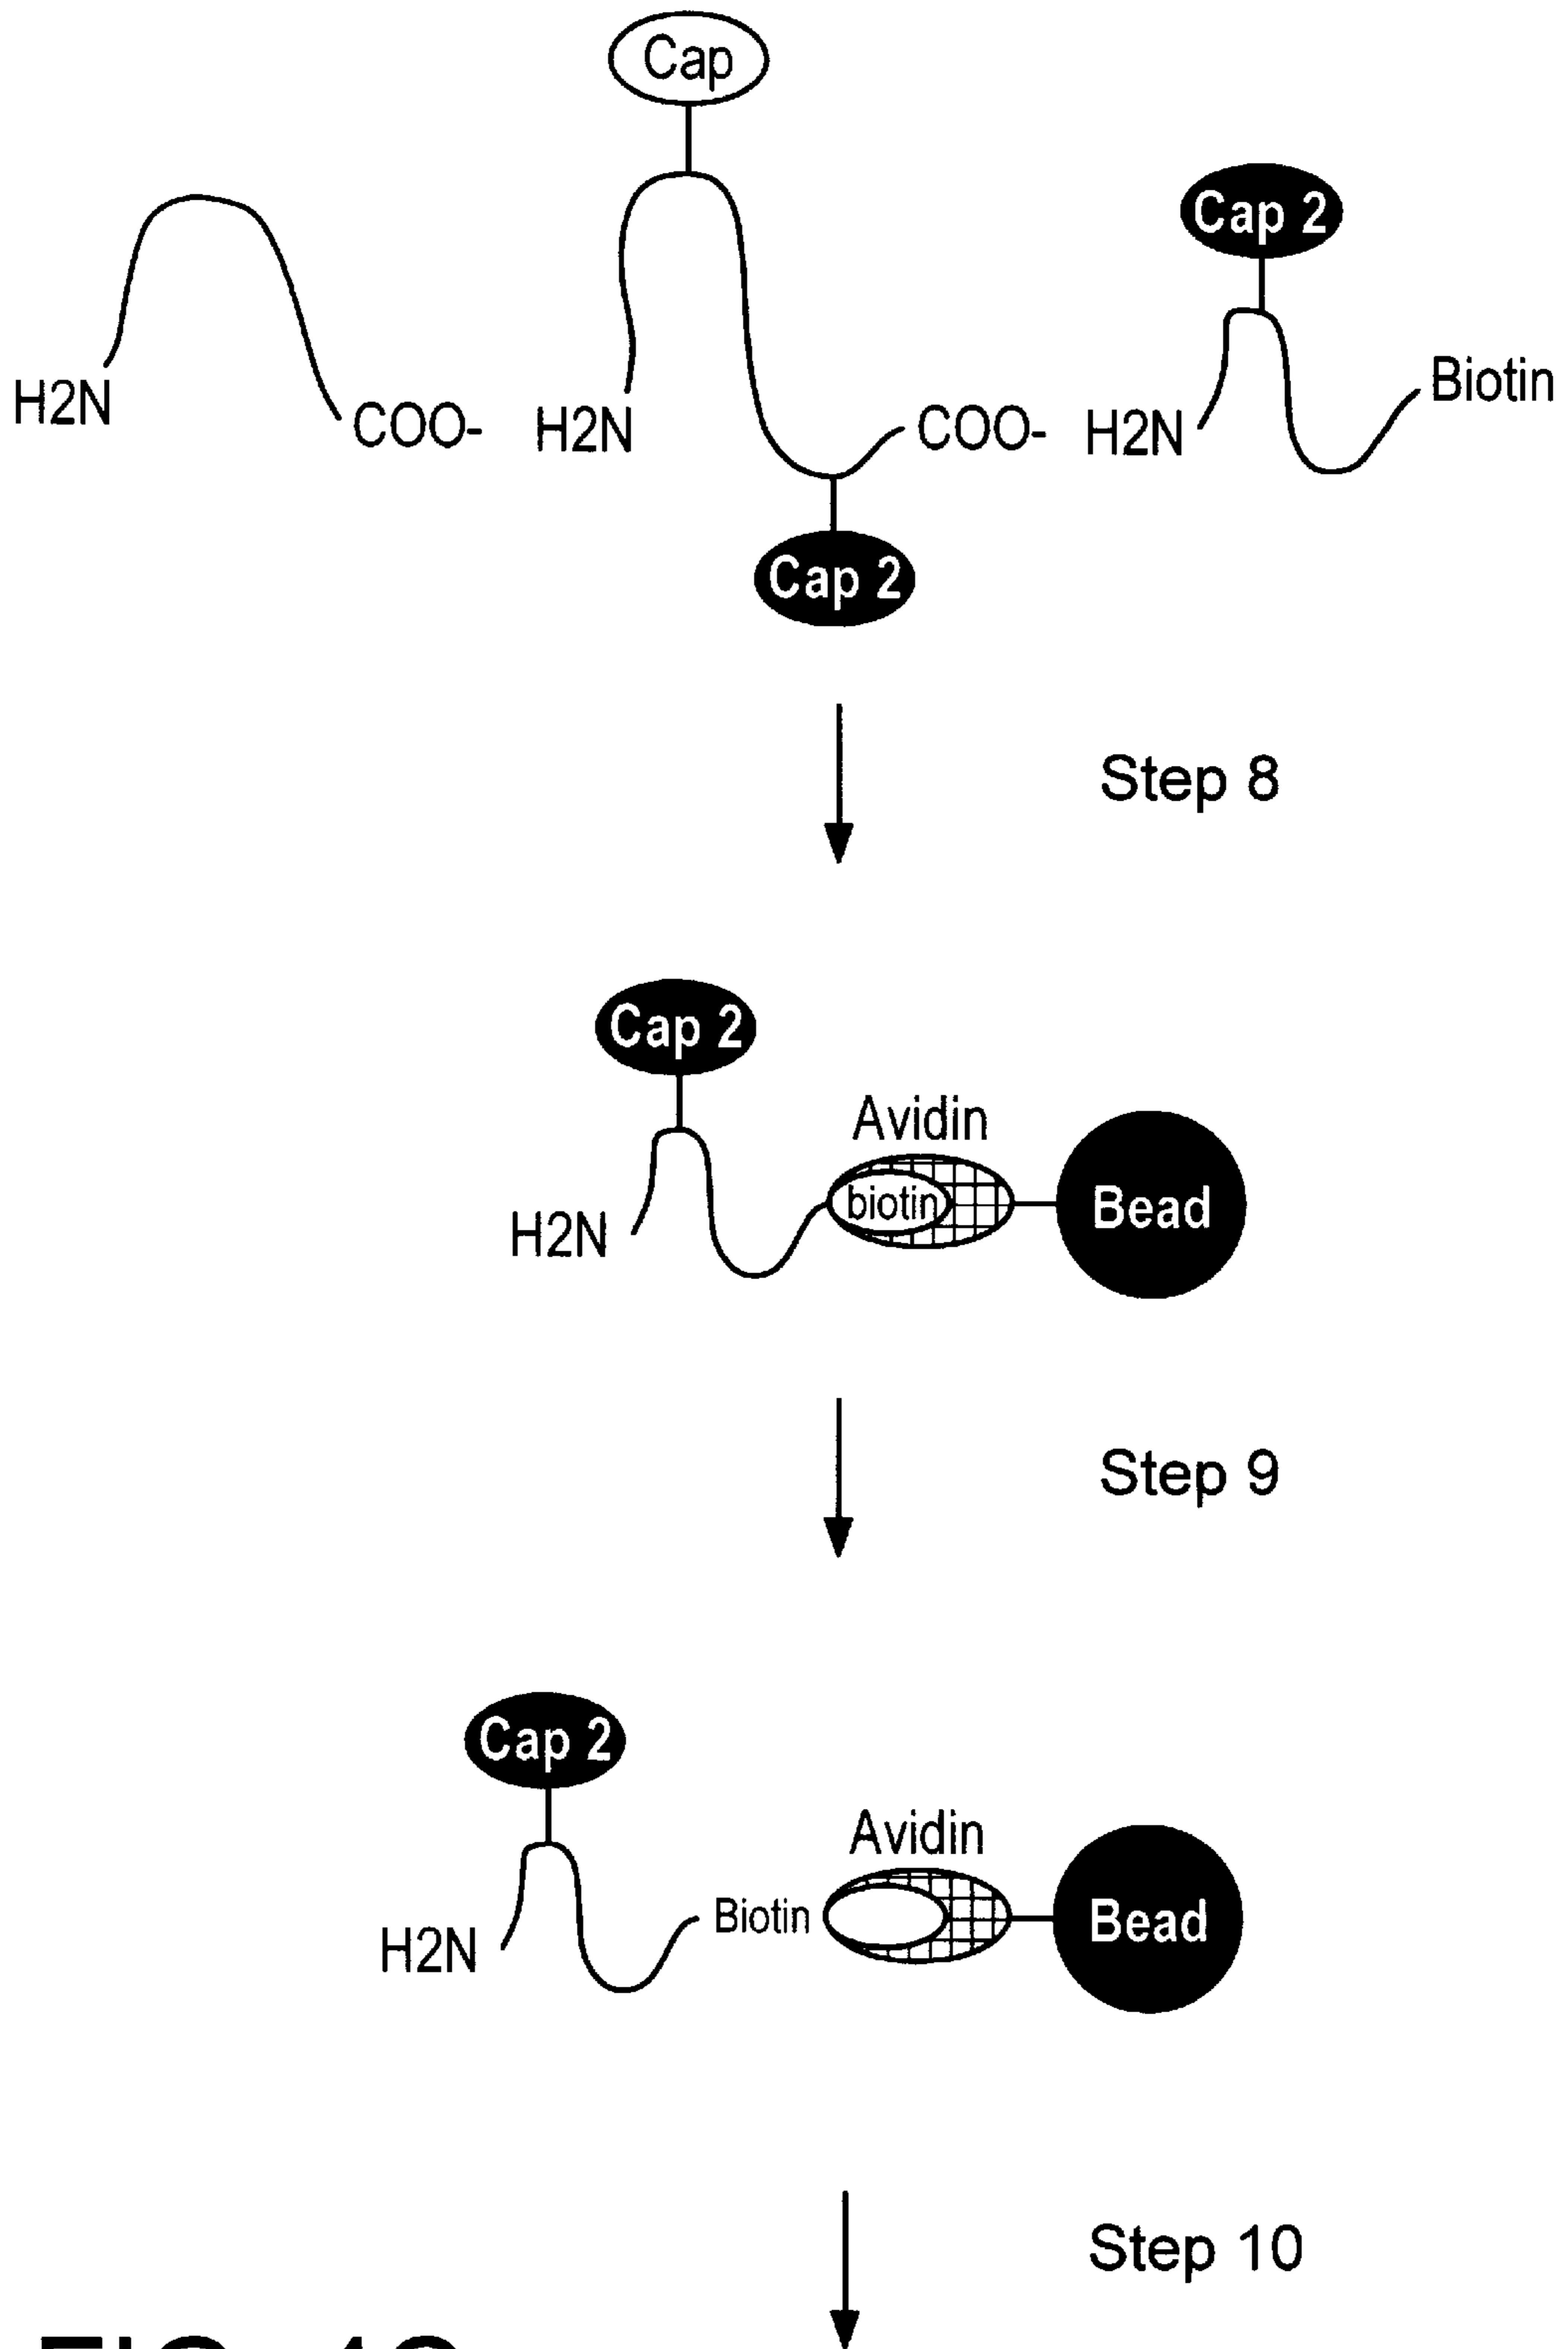 Cap
Cap 2
H2N
COO-
H2N
COO-
H2N
Biotin
Cap 2
Step 8
Cap 2
Avidin
biotin
Bead
H2N
Step 9
Cap 2
Avidin
Biotin
Bead
H2N
Step 10